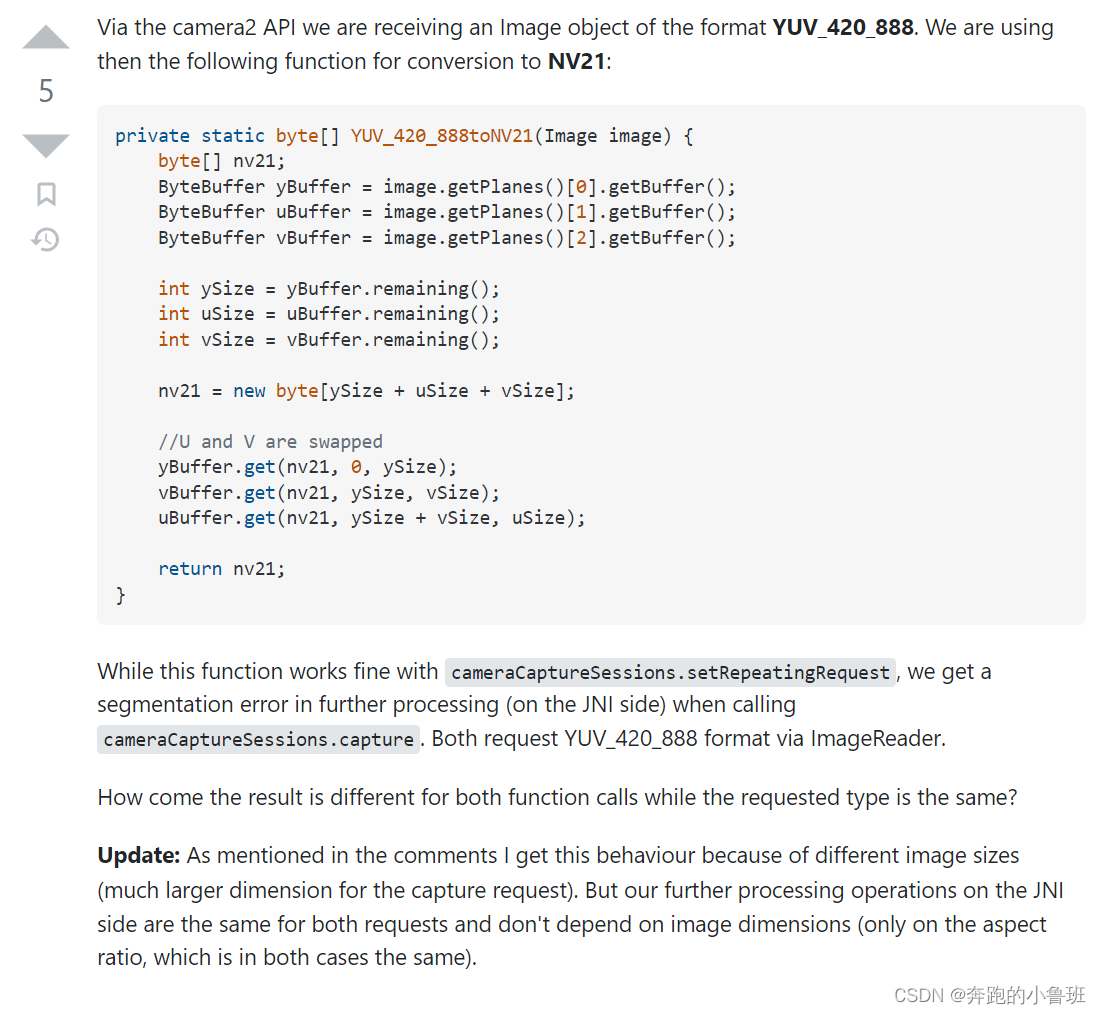 Via the camera2 API we are receiving an Image object of the format YUV_420_888. We are using
then the following function for conversion to NV21:
5
private static byte[] YUV_420_888toNV21(Image image) {
    byte[] nv21;
    ByteBuffer yBuffer = image.getPlanes()[0].getBuffer();
    ByteBuffer uBuffer = image.getPlanes()[1].getBuffer();
    ByteBuffer vBuffer = image.getPlanes()[2].getBuffer();

    int ySize = yBuffer.remaining();
    int uSize = uBuffer.remaining();
    int vSize = vBuffer.remaining();

    nv21 = new byte[ySize + uSize + vSize];

    //U and V are swapped
    yBuffer.get(nv21, 0, ySize);
    vBuffer.get(nv21, ySize, vSize);
    uBuffer.get(nv21, ySize + vSize, uSize);

    return nv21;
}
While this function works fine with cameraCaptureSessions.setRepeatingRequest, we get a
segmentation error in further processing (on the JNI side) when calling
cameraCaptureSessions.capture. Both request YUV_420_888 format via ImageReader.
How come the result is different for both function calls while the requested type is the same?
Update: As mentioned in the comments I get this behaviour because of different image sizes
(much larger dimension for the capture request). But our further processing operations on the JNI
side are the same for both requests and don't depend on image dimensions (only on the aspect
ratio, which is in both cases the same).
CSDN @奔跑的小鲁班